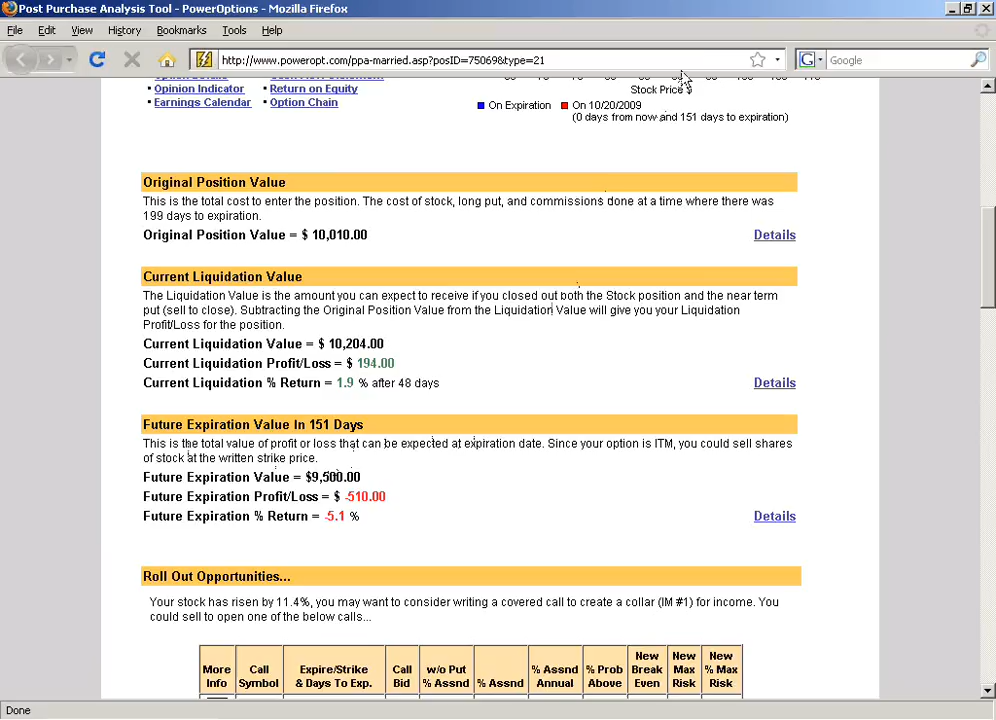 Post Purchase Analysis Tool - PowerOptions - Mozilla Firefox
File Edit View History Bookmarks Tools Help
http://www.poweropt.com/ppa-married.asp?posID=75069&type=21
G Google
• Opinion Indicator • Return on Equity
• Earnings Calendar • Option Chain
Stock Price $
On Expiration On 10/20/2009
(0 days from now and 151 days to expiration)
Original Position Value
This is the total cost to enter the position. The cost of stock, long put, and commissions done at a time where there was
199 days to expiration.
Original Position Value = $ 10,010.00 Details
Current Liquidation Value
The Liquidation Value is the amount you can expect to receive if you closed out both the Stock position and the near term
put (sell to close). Subtracting the Original Position Value from the Liquidation Value will give you your Liquidation
Profit/Loss for the position.
Current Liquidation Value = $ 10,204.00
Current Liquidation Profit/Loss = $ 194.00
Current Liquidation % Return = 1.9 % after 48 days Details
Future Expiration Value In 151 Days
This is the total value of profit or loss that can be expected at expiration date. Since your option is ITM, you could sell shares
of stock at the written strike price.
Future Expiration Value = $9,500.00
Future Expiration Profit/Loss = $ -510.00
Future Expiration % Return = -5.1 % Details
Roll Out Opportunities...
Your stock has risen by 11.4%, you may want to consider writing a covered call to create a collar (IM #1) for income. You
could sell to open one of the below calls...
More Info Call Symbol Expire/Strike & Days To Exp. Call Bid w/o Put % Assnd % Assnd % Assnd Annual % Prob Above New Break Even New Max Risk New % Max Risk
Done